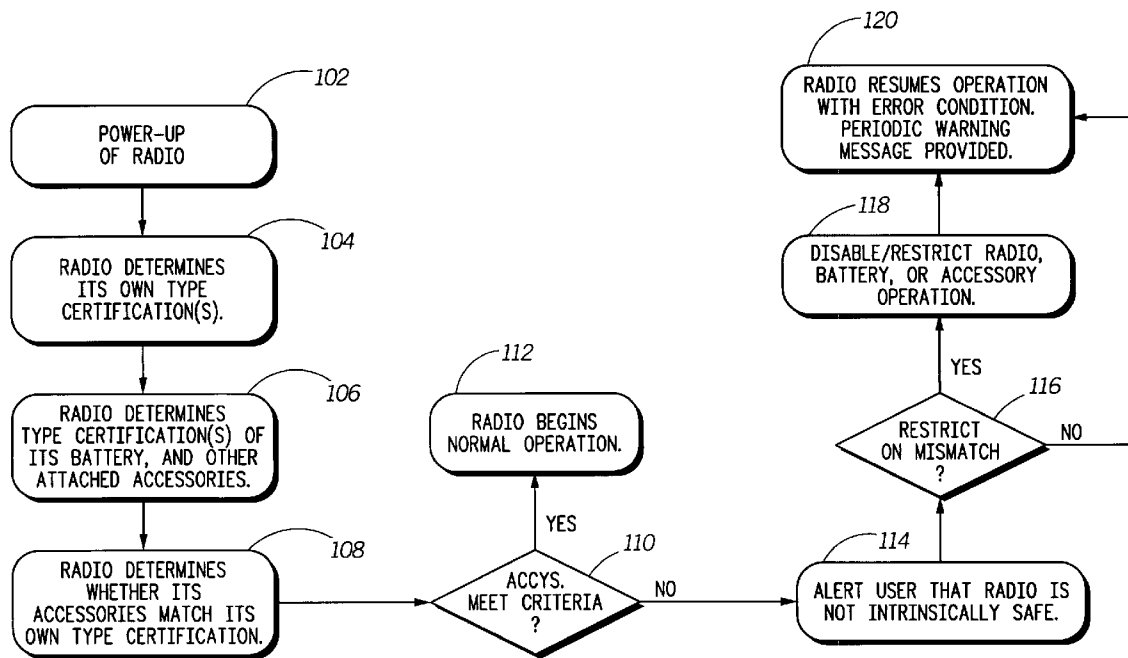 102
POWER-UP
OF RADIO
104
RADIO DETERMINES
ITS OWN TYPE
CERTIFICATION(S).
106
RADIO DETERMINES
TYPE CERTIFICATION(S) OF
ITS BATTERY, AND OTHER
ATTACHED ACCESSORIES.
108
RADIO DETERMINES
WHETHER ITS
ACCESSORIES MATCH ITS
OWN TYPE CERTIFICATION.
110
ACCYS.
MEET CRITERIA
?
YES
112
RADIO BEGINS
NORMAL OPERATION.
NO
114
ALERT USER THAT RADIO IS
NOT INTRINSICALLY SAFE.
116
RESTRICT
ON MISMATCH
?
YES
NO
118
DISABLE/RESTRICT RADIO,
BATTERY, OR ACCESSORY
OPERATION.
120
RADIO RESUMES OPERATION
WITH ERROR CONDITION.
PERIODIC WARNING
MESSAGE PROVIDED.